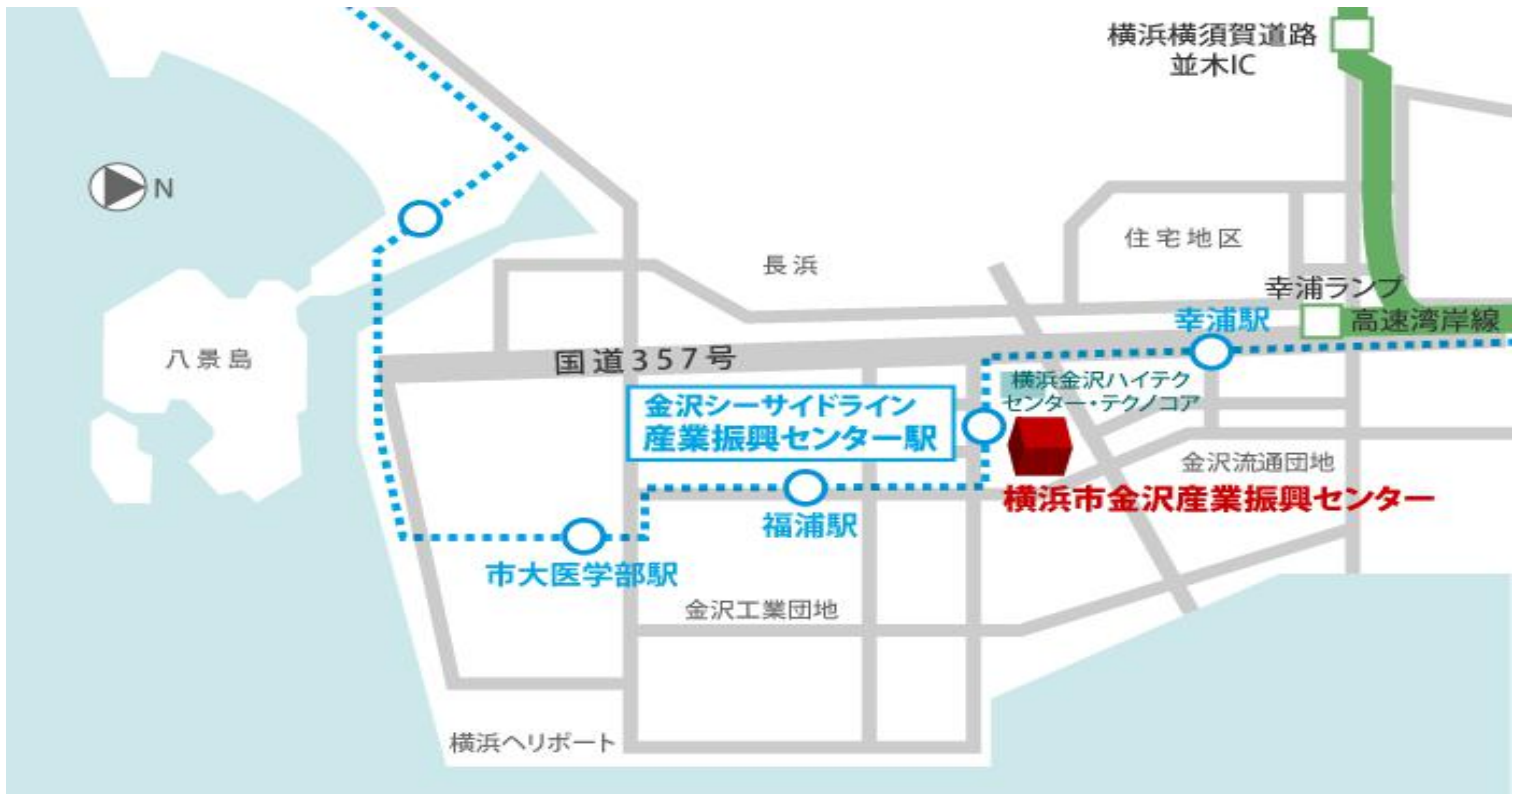 横浜横須賀道路
並木IC
N
住宅地区
長浜
幸浦ランプ
幸浦駅
高速湾岸線
八景島
国道357号
横浜金沢ハイテク
センター・テクノコア
金沢シーサイドライン
産業振興センター駅
金沢流通団地
横浜市金沢産業振興センター
福浦駅
市大医学部駅
金沢工業団地
横浜ヘリポート